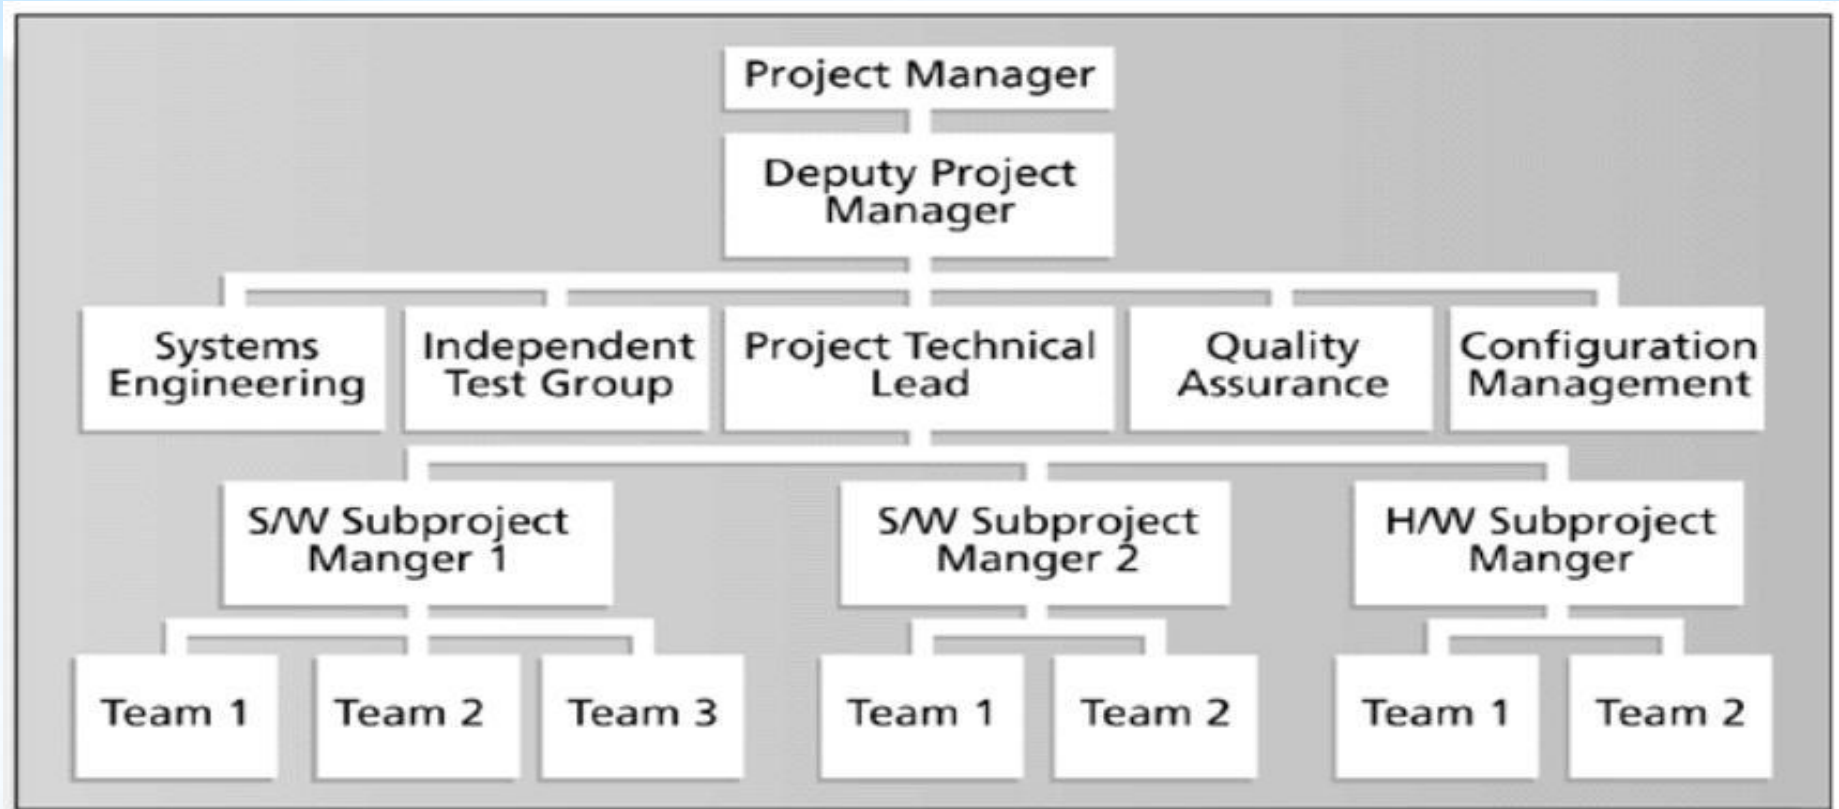 Project Manager
Deputy Project
Manager
Systems
Engineering
Independent
Test Group
Project Technical
Lead
Quality
Assurance
Configuration
Management
S/W Subproject
Manger 1
S/W Subproject
Manger 2
H/W Subproject
Manger
Team 1
Team 2
Team 3
Team 1
Team 2
Team 1
Team 2